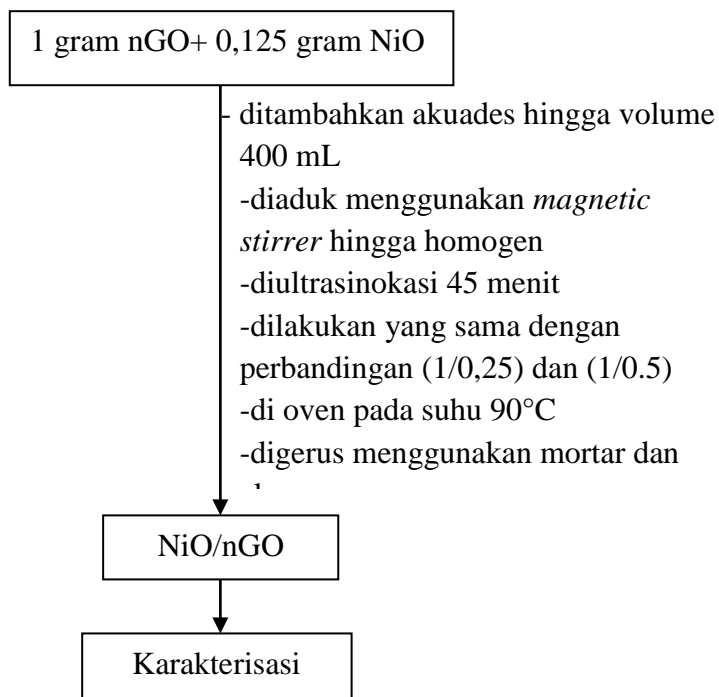 1 gram nGO+ 0,125 gram NiO
- ditambahkan akuades hingga volume
400 mL
-diaduk menggunakan magnetic
stirrer hingga homogen
-diultrasinokasi 45 menit
-dilakukan yang sama dengan
perbandingan (1/0,25) dan (1/0.5)
-di oven pada suhu 90°C
-digerus menggunakan mortar dan
NiO/nGO
Karakterisasi